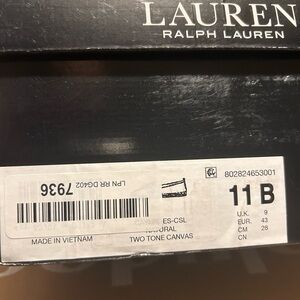 LAUREN
RALPH LAUREN
LPN RR DG402
7936
802824653001
11 B
ES-CSL
U.K. 9
EUR. 43
CM 28
CN
MADE IN VIETNAM
TWO TONE CANVAS